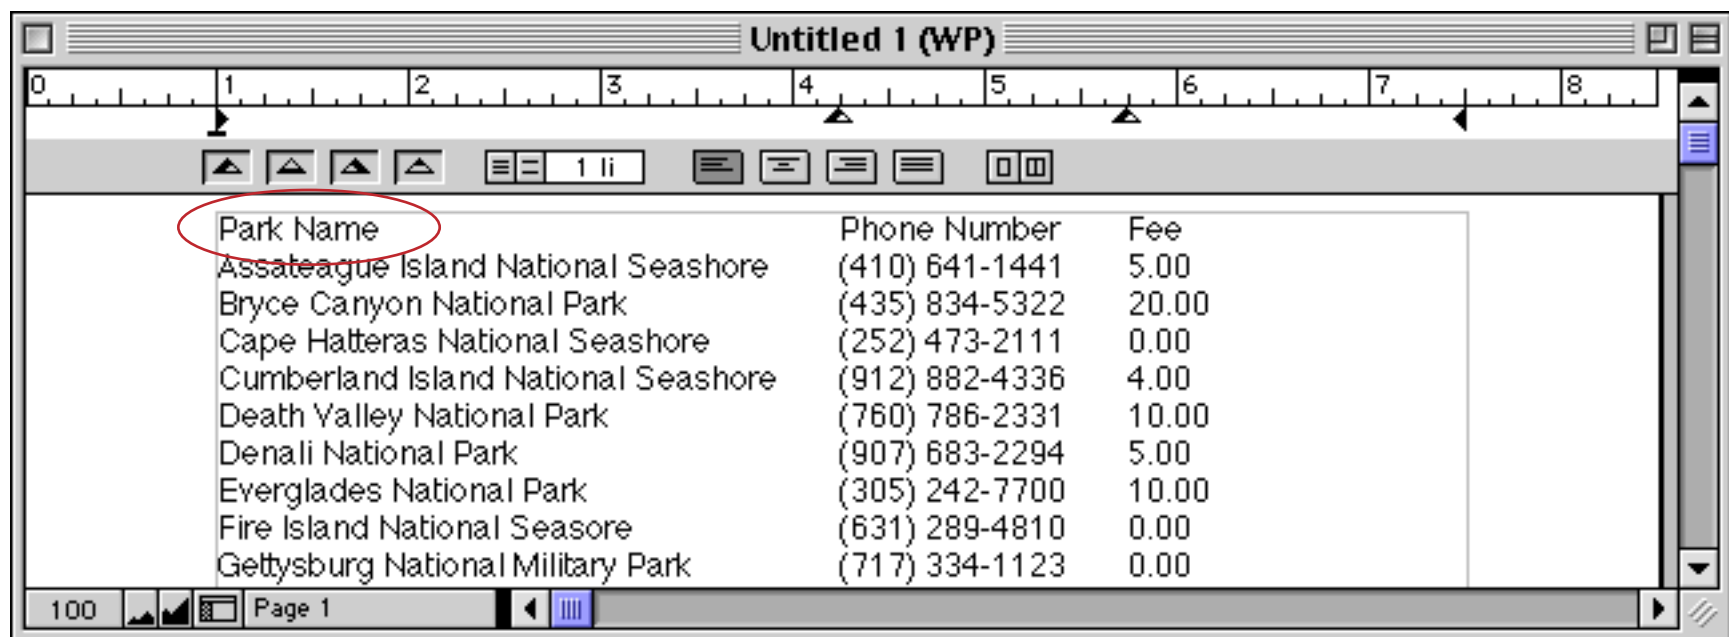 Untitled 1 (WP)
0 1 2 3 4 5 6 7 8
1 li
Park Name Phone Number Fee
Assateague Island National Seashore (410) 641-1441 5.00
Bryce Canyon National Park (435) 834-5322 20.00
Cape Hatteras National Seashore (252) 473-2111 0.00
Cumberland Island National Seashore (912) 882-4336 4.00
Death Valley National Park (760) 786-2331 10.00
Denali National Park (907) 683-2294 5.00
Everglades National Park (305) 242-7700 10.00
Fire Island National Seasore (631) 289-4810 0.00
Gettysburg National Military Park (717) 334-1123 0.00
100 Page 1